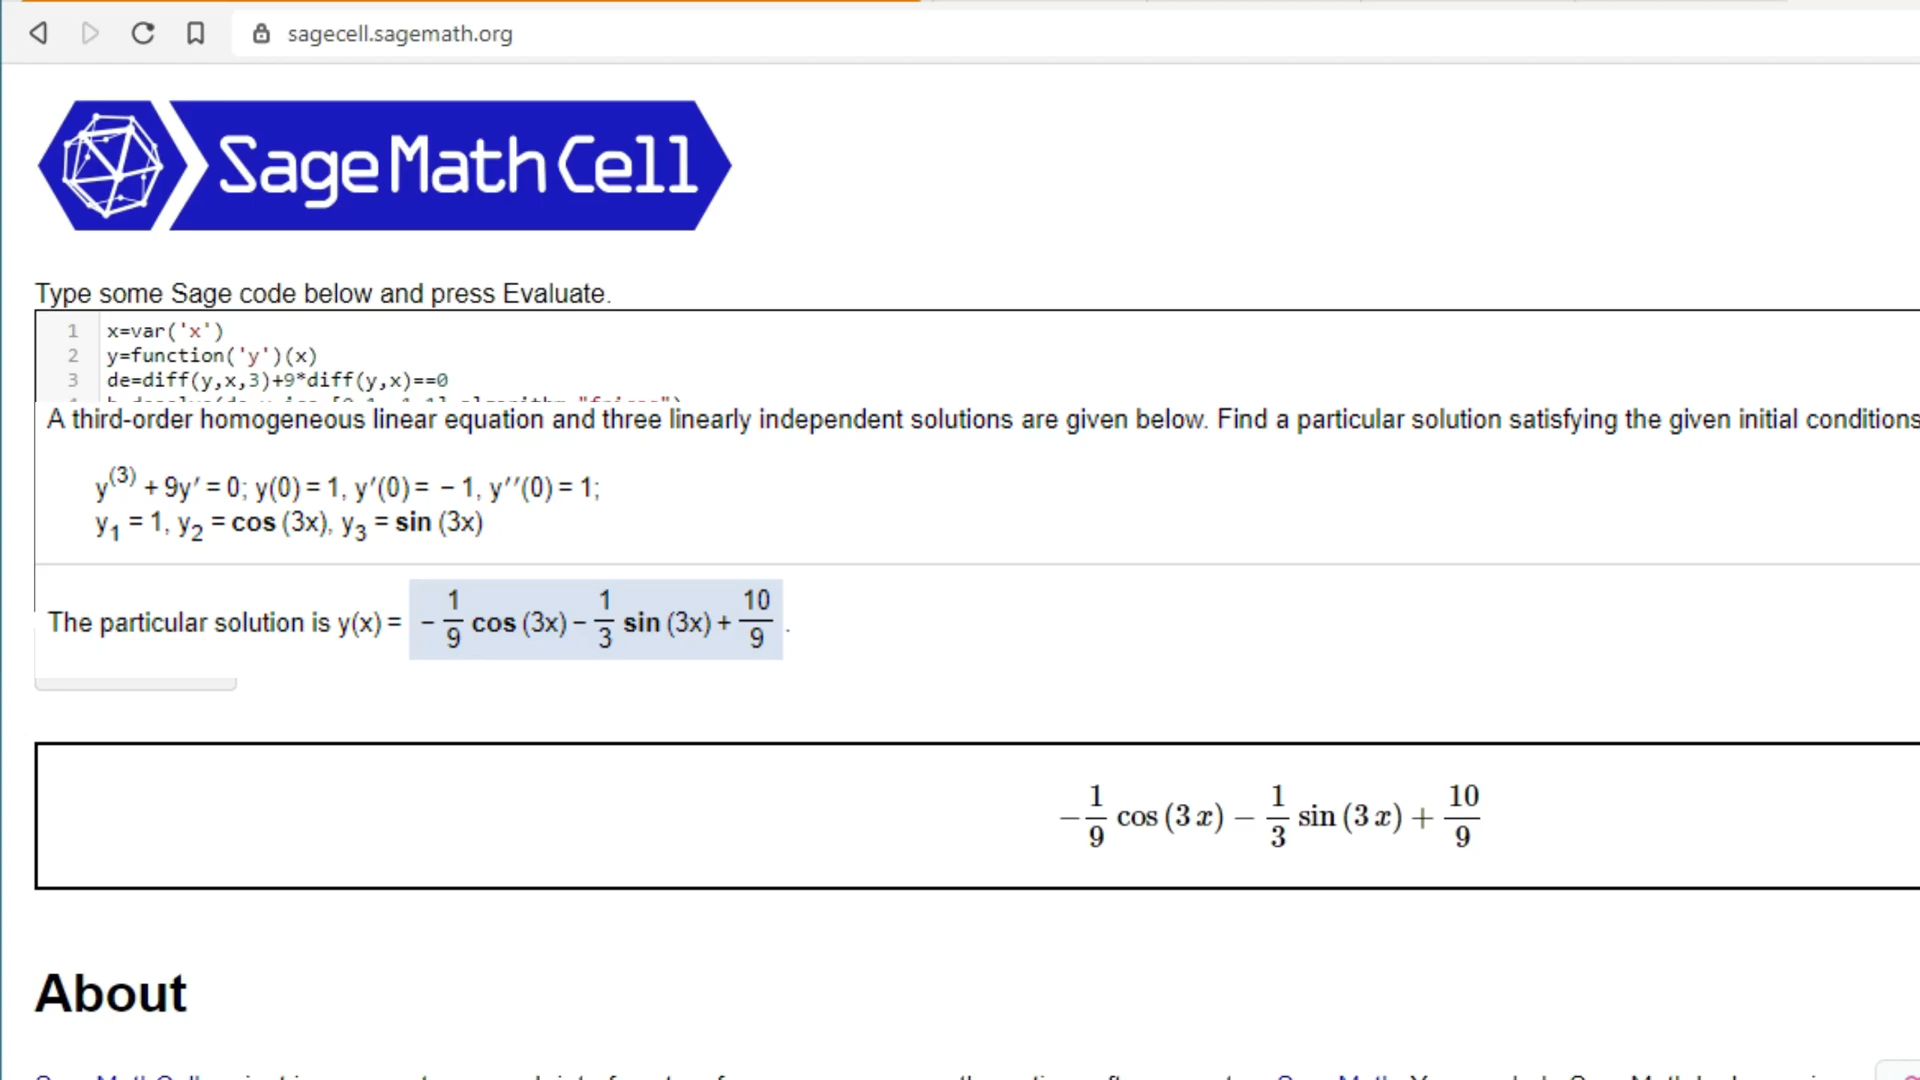 sagecell.sagemath.org
SageMathCell
Type some Sage code below and press Evaluate.
1 x=var('x')
2 y=function('y')(x)
3 de=diff(y,x,3)+9*diff(y,x)==0
A third-order homogeneous linear equation and three linearly independent solutions are given below. Find a particular solution satisfying the given initial conditions
y^(3) + 9y′ = 0; y(0) = 1, y′(0) = − 1, y′′(0) = 1;
y₁ = 1, y₂ = cos (3x), y₃ = sin (3x)
The particular solution is y(x) = − 1/9 cos (3x) − 1/3 sin (3x) + 10/9 .
− 1/9 cos (3 x) − 1/3 sin (3 x) + 10/9
About